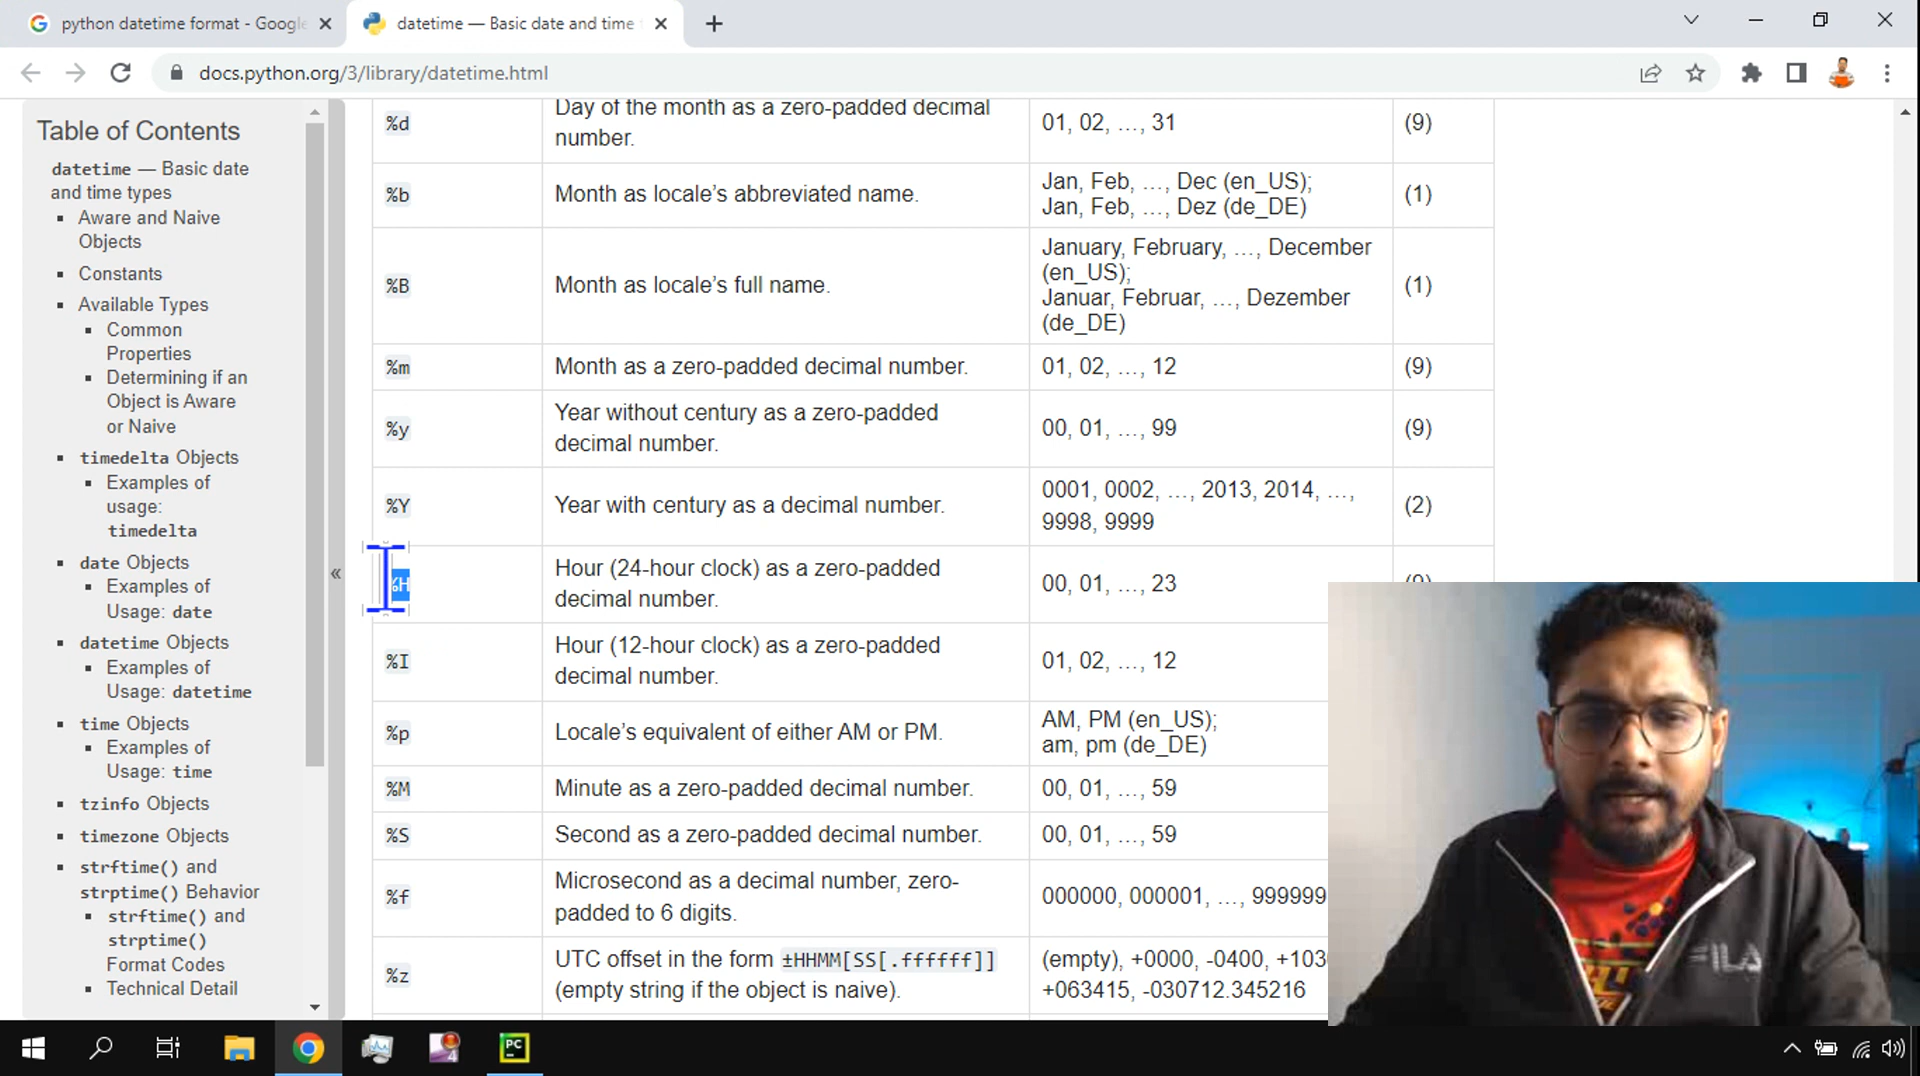 python datetime format - Google
datetime — Basic date and time
docs.python.org/3/library/datetime.html
Table of Contents
datetime — Basic date
and time types
Aware and Naive
Objects
Constants
Available Types
Common
Properties
Determining if an
Object is Aware
or Naive
timedelta Objects
Examples of
usage:
timedelta
date Objects
Examples of
Usage: date
datetime Objects
Examples of
Usage: datetime
time Objects
Examples of
Usage: time
tzinfo Objects
timezone Objects
strftime() and
strptime() Behavior
strftime() and
strptime()
Format Codes
Technical Detail
«
%d Day of the month as a zero-padded decimal 01, 02, …, 31 (9)
number.
%b Month as locale’s abbreviated name. Jan, Feb, …, Dec (en_US); (1)
Jan, Feb, …, Dez (de_DE)
%B Month as locale’s full name. January, February, …, December (1)
(en_US);
Januar, Februar, …, Dezember
(de_DE)
%m Month as a zero-padded decimal number. 01, 02, …, 12 (9)
%y Year without century as a zero-padded 00, 01, …, 99 (9)
decimal number.
%Y Year with century as a decimal number. 0001, 0002, …, 2013, 2014, …, (2)
9998, 9999
%H Hour (24-hour clock) as a zero-padded 00, 01, …, 23
decimal number.
%I Hour (12-hour clock) as a zero-padded 01, 02, …, 12
decimal number.
%p Locale’s equivalent of either AM or PM. AM, PM (en_US);
am, pm (de_DE)
%M Minute as a zero-padded decimal number. 00, 01, …, 59
%S Second as a zero-padded decimal number. 00, 01, …, 59
%f Microsecond as a decimal number, zero- 000000, 000001, …, 999999
padded to 6 digits.
%z UTC offset in the form ±HHMM[SS[.ffffff]] (empty), +0000, -0400, +103
(empty string if the object is naive). +063415, -030712.345216
FILA
PC
4